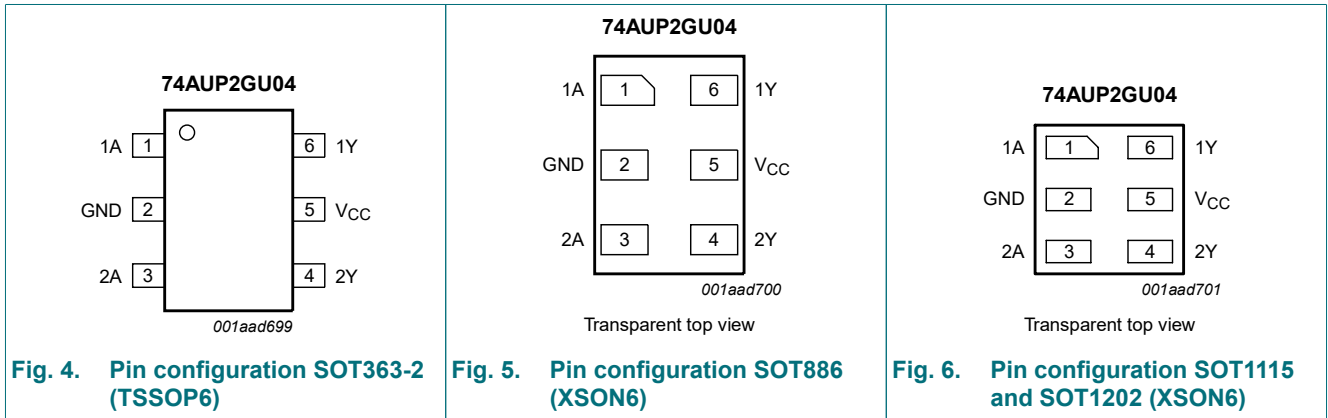 74AUP2GU04
1A 1 6 1Y
GND 2 5 VCC
2A 3 4 2Y
001aad699
Fig. 4. Pin configuration SOT363-2
(TSSOP6)
74AUP2GU04
1A 1 6 1Y
GND 2 5 VCC
2A 3 4 2Y
001aad700
Transparent top view
Fig. 5. Pin configuration SOT886
(XSON6)
74AUP2GU04
1A 1 6 1Y
GND 2 5 VCC
2A 3 4 2Y
001aad701
Transparent top view
Fig. 6. Pin configuration SOT1115
and SOT1202 (XSON6)